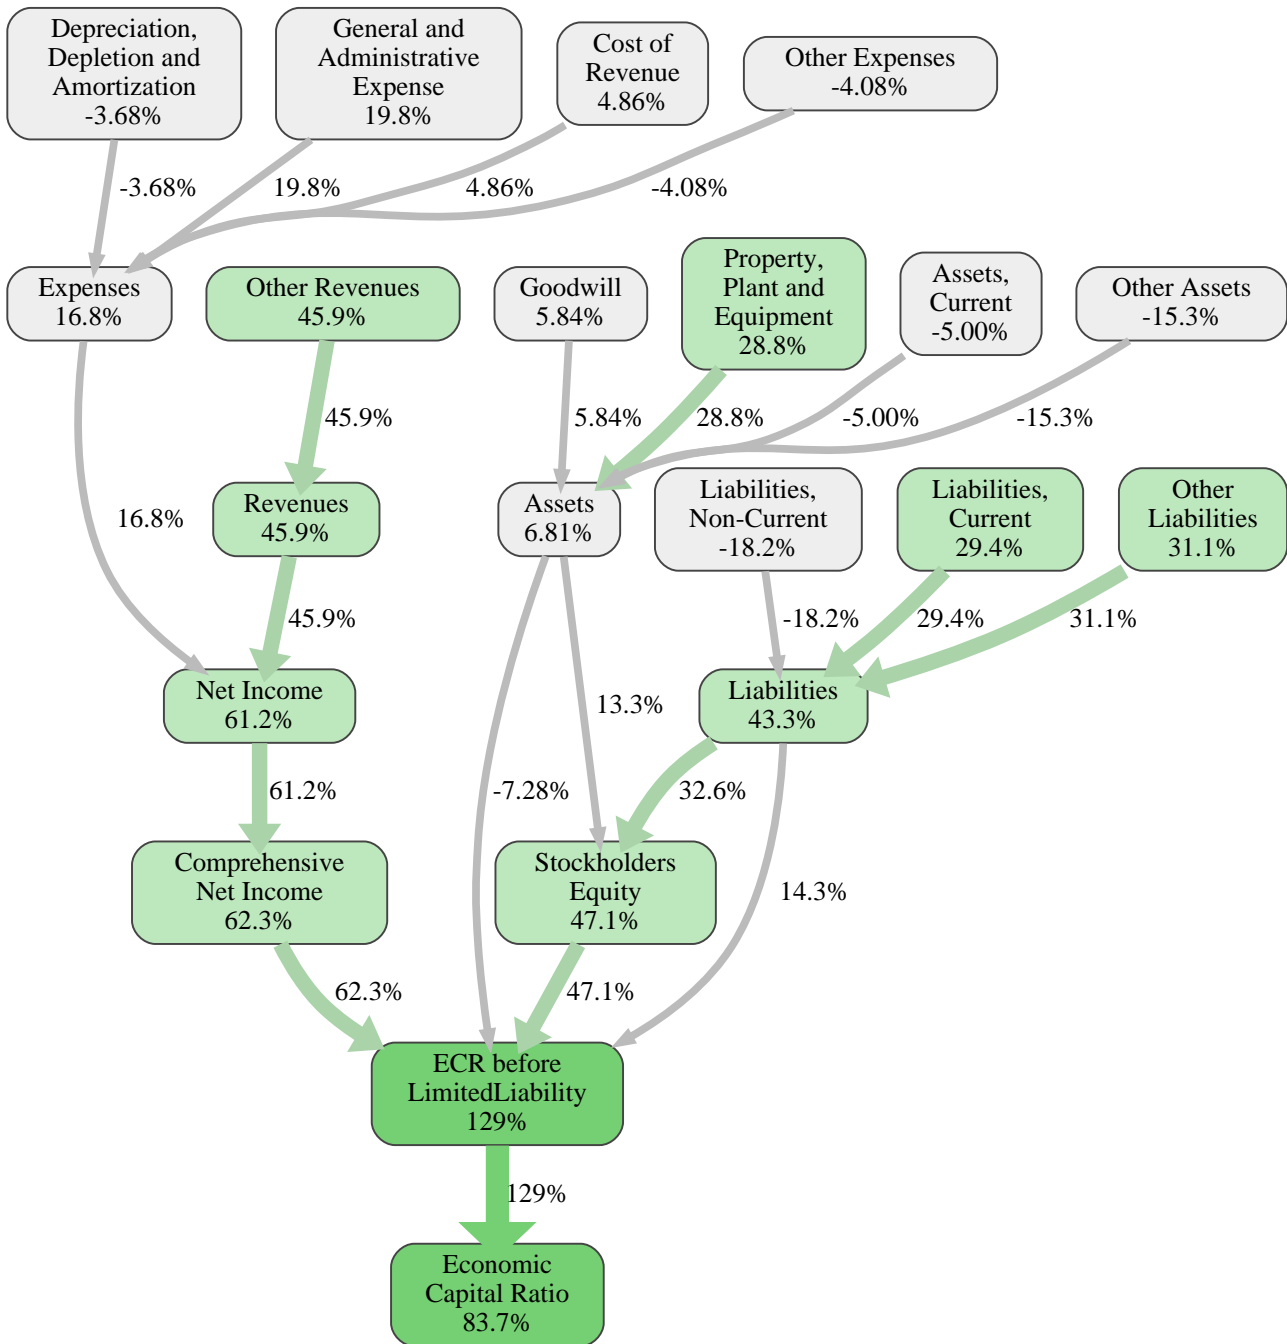 Depreciation,
Depletion and
Amortization
-3.68%
General and
Administrative
Expense
19.8%
Cost of
Revenue
4.86%
Other Expenses
-4.08%
-3.68%
19.8%
4.86%
-4.08%
Expenses
16.8%
Other Revenues
45.9%
Goodwill
5.84%
Property,
Plant and
Equipment
28.8%
Assets,
Current
-5.00%
Other Assets
-15.3%
45.9%
5.84%
28.8%
-5.00%
-15.3%
16.8%
Revenues
45.9%
Assets
6.81%
Liabilities,
Non-Current
-18.2%
Liabilities,
Current
29.4%
Other
Liabilities
31.1%
45.9%
-18.2%
29.4%
31.1%
Net Income
61.2%
13.3%
Liabilities
43.3%
61.2%
-7.28%
32.6%
Comprehensive
Net Income
62.3%
Stockholders
Equity
47.1%
14.3%
62.3%
47.1%
ECR before
LimitedLiability
129%
129%
Economic
Capital Ratio
83.7%